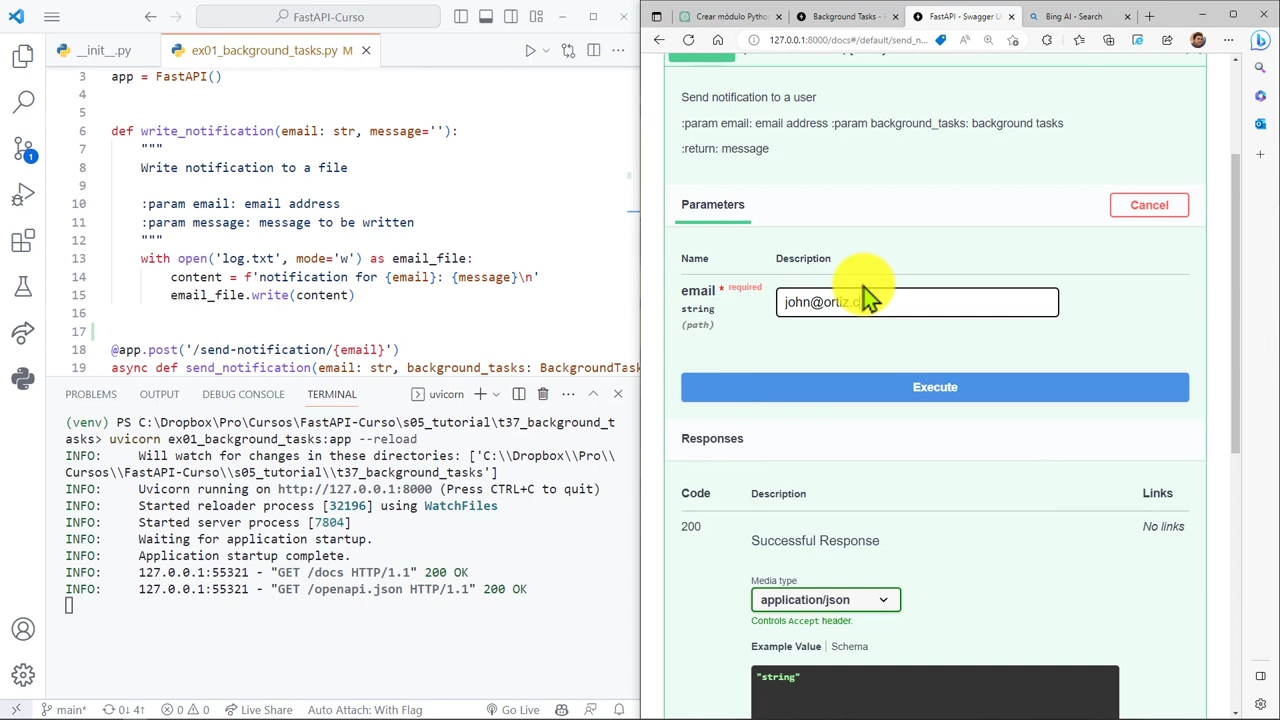 FastAPI-Curso
__init__.py
ex01_background_tasks.py M
3
app = FastAPI()
4
5
6
def write_notification(email: str, message=''):
7
"""
8
Write notification to a file
9
10
:param email: email address
11
:param message: message to be written
12
"""
13
with open('log.txt', mode='w') as email_file:
14
content = f'notification for {email}: {message}\n'
15
email_file.write(content)
16
17
18
@app.post('/send-notification/{email}')
19
async def send_notification(email: str, background_tasks: BackgroundTas
PROBLEMS
OUTPUT
DEBUG CONSOLE
TERMINAL
uvicorn
(venv) PS C:\Dropbox\Pro\Cursos\FastAPI-Curso\s05_tutorial\t37_background_t
asks> uvicorn ex01_background_tasks:app --reload
INFO: Will watch for changes in these directories: ['C:\\Dropbox\\Pro\\
Cursos\\FastAPI-Curso\\s05_tutorial\\t37_background_tasks']
INFO: Uvicorn running on http://127.0.0.1:8000 (Press CTRL+C to quit)
INFO: Started reloader process [32196] using WatchFiles
INFO: Started server process [7804]
INFO: Waiting for application startup.
INFO: Application startup complete.
INFO: 127.0.0.1:55321 - "GET /docs HTTP/1.1" 200 OK
INFO: 127.0.0.1:55321 - "GET /openapi.json HTTP/1.1" 200 OK
1
main*
0↓ 4↑
0
0
Live Share
Auto Attach: With Flag
Go Live
Crear módulo Python
Background Tasks - F
FastAPI - Swagger U
Bing AI - Search
127.0.0.1:8000/docs#/default/send_n...
Send notification to a user
:param email: email address :param background_tasks: background tasks
:return: message
Parameters
Cancel
Name
Description
email * required
string
(path)
john@ortiz.c
Execute
Responses
Code
Description
Links
200
Successful Response
No links
Media type
application/json
Controls Accept header.
Example Value
Schema
"string"